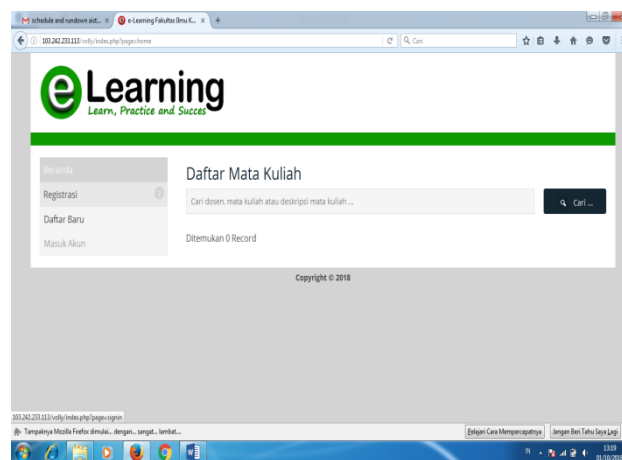 schedule and rundown aist...
e-Learning Fakultas Ilmu K...
103.242.233.113/volly/index.php?page=home
Cari
eLearning
Learn, Practice and Succes
Beranda
Registrasi
Daftar Baru
Masuk Akun
Daftar Mata Kuliah
Cari dosen, mata kuliah atau deskripsi mata kuliah ...
Cari ...
Ditemukan 0 Record
Copyright © 2018
103.242.233.113/volly/index.php?page=signin
Tampaknya Mozilla Firefox dimulai... dengan... sangat... lambat...
Pelajari Cara Mempercepatnya
Jangan Beri Tahu Saya Lagi
IN
13:19
01/10/2018